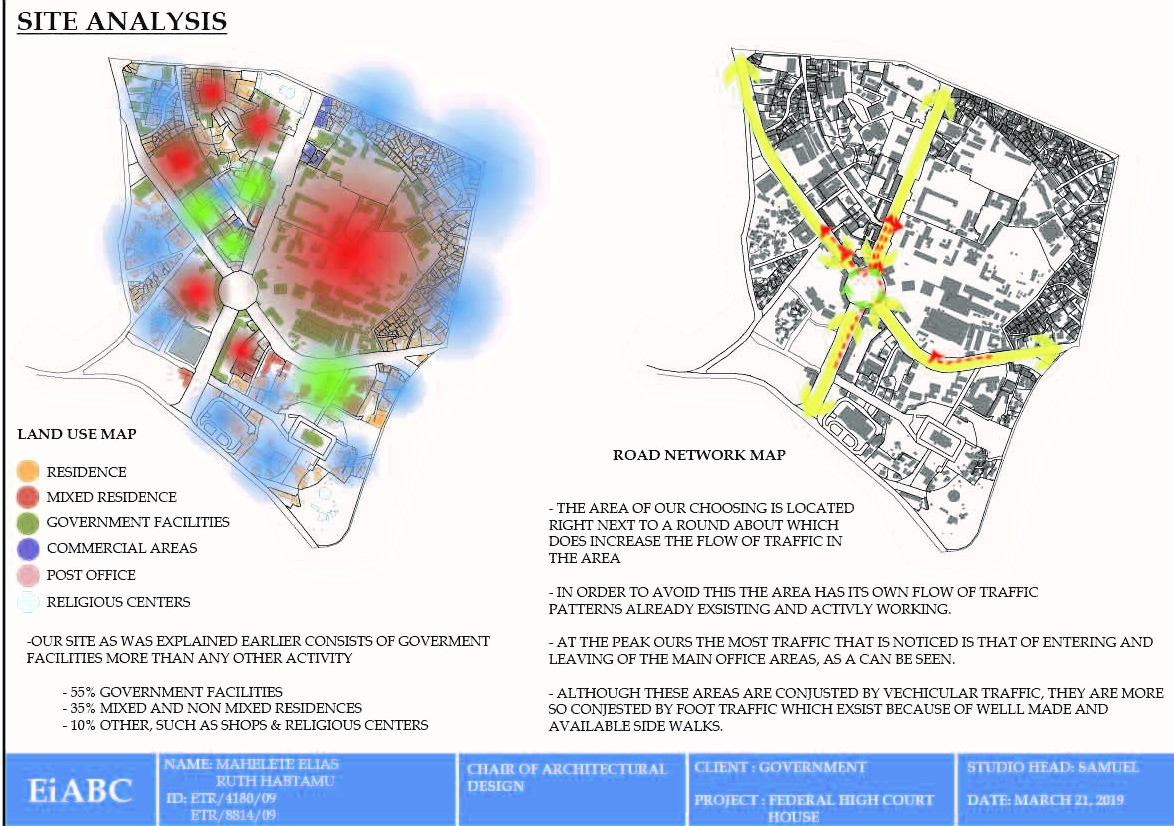 SITE ANALYSIS
LAND USE MAP
RESIDENCE
MIXED RESIDENCE
GOVERNMENT FACILITIES
COMMERCIAL AREAS
POST OFFICE
RELIGIOUS CENTERS
-OUR SITE AS WAS EXPLAINED EARLIER CONSISTS OF GOVERMENT
FACILITIES MORE THAN ANY OTHER ACTIVITY
- 55% GOVERNMENT FACILITIES
- 35% MIXED AND NON MIXED RESIDENCES
- 10% OTHER, SUCH AS SHOPS & RELIGIOUS CENTERS
ROAD NETWORK MAP
- THE AREA OF OUR CHOOSING IS LOCATED
RIGHT NEXT TO A ROUND ABOUT WHICH
DOES INCREASE THE FLOW OF TRAFFIC IN
THE AREA
- IN ORDER TO AVOID THIS THE AREA HAS ITS OWN FLOW OF TRAFFIC
PATTERNS ALREADY EXSISTING AND ACTIVLY WORKING.
- AT THE PEAK OURS THE MOST TRAFFIC THAT IS NOTICED IS THAT OF ENTERING AND
LEAVING OF THE MAIN OFFICE AREAS, AS A CAN BE SEEN.
- ALTHOUGH THESE AREAS ARE CONJUSTED BY VECHICULAR TRAFFIC, THEY ARE MORE
SO CONJESTED BY FOOT TRAFFIC WHICH EXSIST BECAUSE OF WELLL MADE AND
AVAILABLE SIDE WALKS.
EiABC
NAME: MAHELETE ELIAS
RUTH HABTAMU
ID: ETR/4180/09
ETR/8814/09
CHAIR OF ARCHITECTURAL
DESIGN
CLIENT : GOVERNMENT
PROJECT : FEDERAL HIGH COURT
HOUSE
STUDIO HEAD: SAMUEL
DATE: MARCH 21, 2019